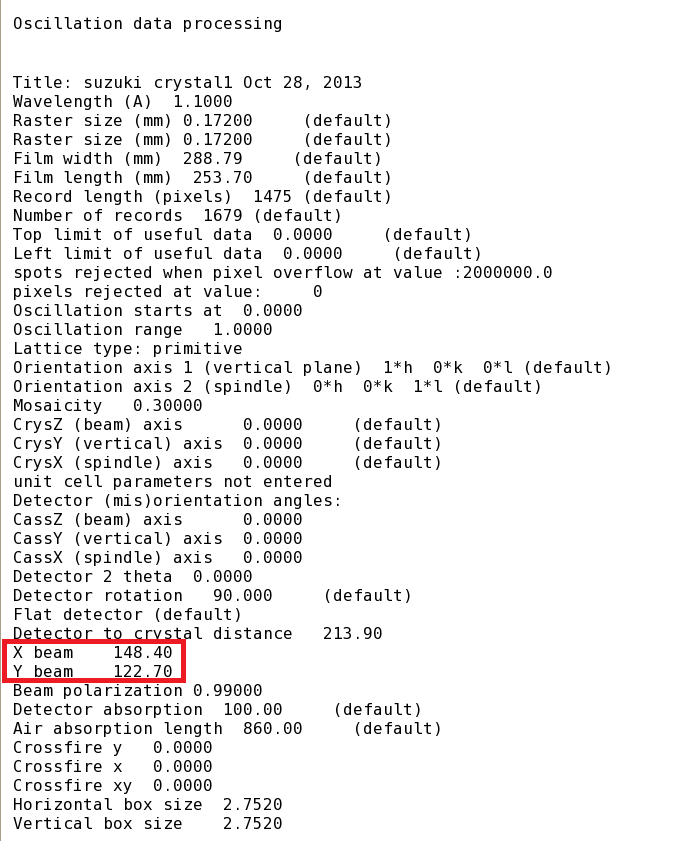 Oscillation data processing
Title: suzuki crystal1 Oct 28, 2013
Wavelength (A)  1.1000
Raster size (mm) 0.17200     (default)
Raster size (mm) 0.17200     (default)
Film width (mm)  288.79     (default)
Film length (mm)  253.70     (default)
Record length (pixels)  1475 (default)
Number of records  1679 (default)
Top limit of useful data  0.0000     (default)
Left limit of useful data  0.0000     (default)
spots rejected when pixel overflow at value :2000000.0
pixels rejected at value:     0
Oscillation starts at  0.0000
Oscillation range   1.0000
Lattice type: primitive
Orientation axis 1 (vertical plane)  1*h  0*k  0*l (default)
Orientation axis 2 (spindle)  0*h  0*k  1*l (default)
Mosaicity   0.30000
CrysZ (beam) axis      0.0000     (default)
CrysY (vertical) axis  0.0000     (default)
CrysX (spindle) axis   0.0000     (default)
unit cell parameters not entered
Detector (mis)orientation angles:
CassZ (beam) axis      0.0000
CassY (vertical) axis  0.0000
CassX (spindle) axis   0.0000
Detector 2 theta  0.0000
Detector rotation   90.000     (default)
Flat detector (default)
Detector to crystal distance   213.90
X beam    148.40
Y beam    122.70
Beam polarization 0.99000
Detector absorption  100.00     (default)
Air absorption length  860.00     (default)
Crossfire y   0.0000
Crossfire x   0.0000
Crossfire xy  0.0000
Horizontal box size  2.7520
Vertical box size    2.7520